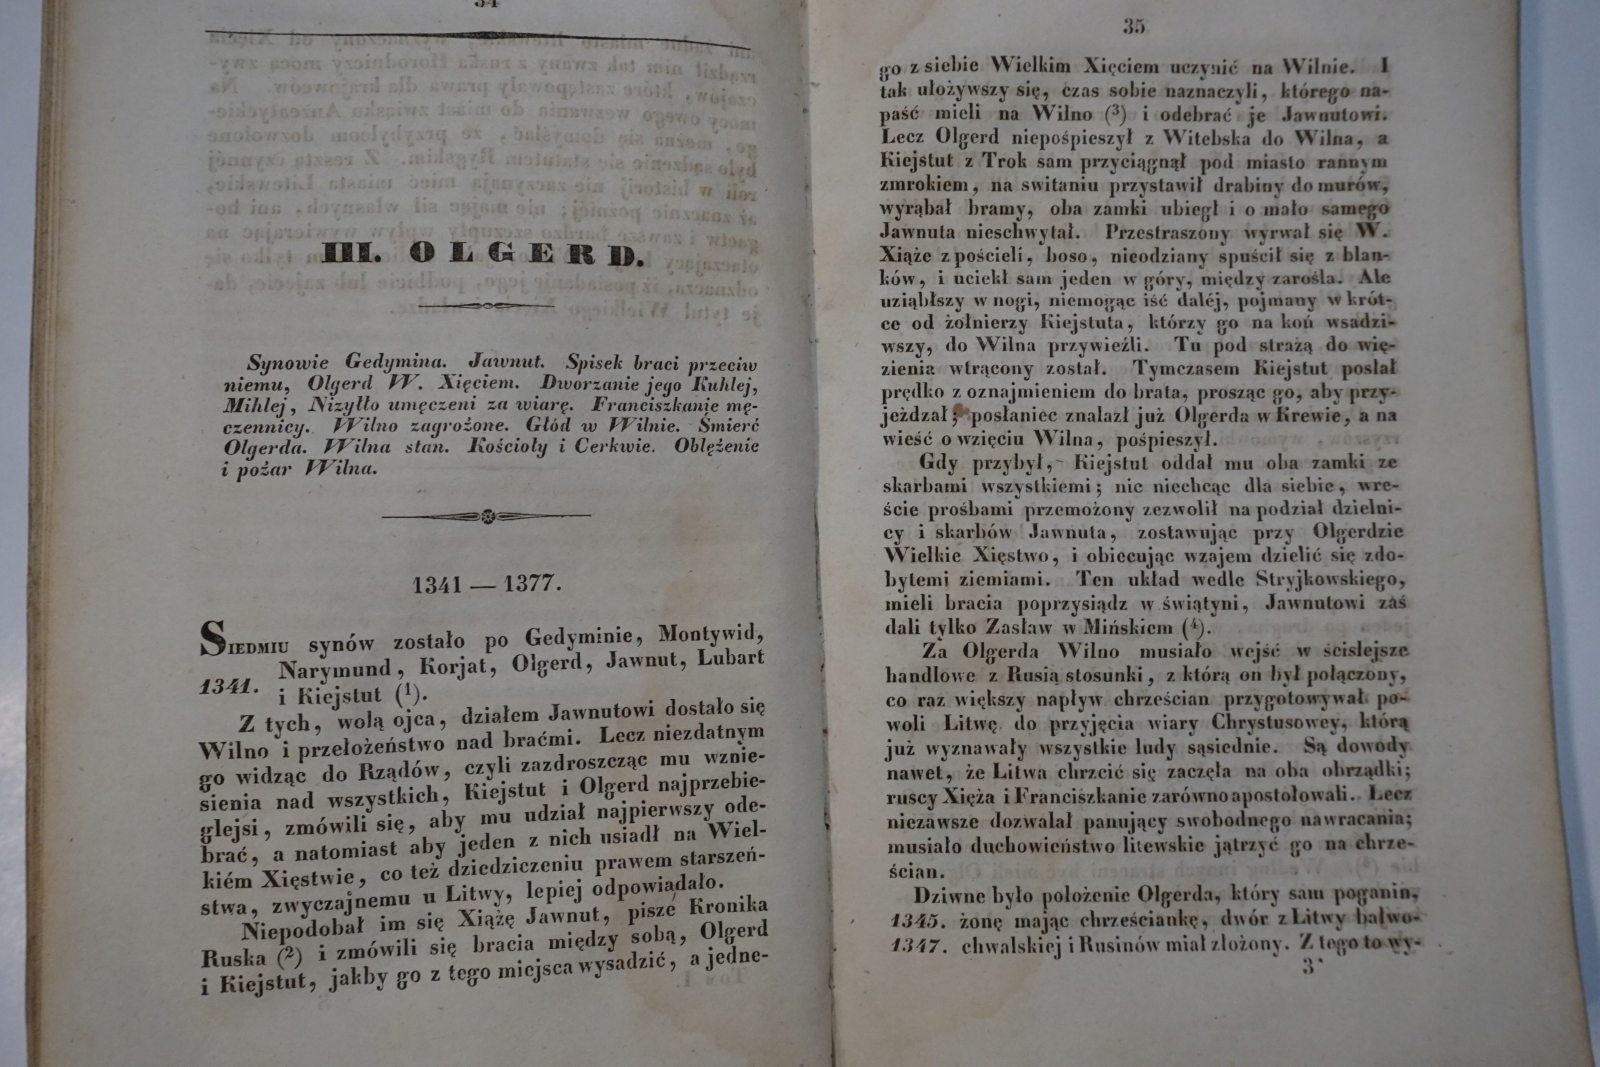 34
III. OLGERD.
Synowie Gedymina. Jawnut. Spisek braci przeciw
niemu, Olgerd W. Xięciem. Dworzanie jego Kuhlej,
Mihlej, Niżyłło umęczeni za wiarę. Franciszkanie mę-
czennicy. Wilno zagrożone. Głód w Wilnie. Śmierć
Olgerda. Wilna stan. Kościoły i Cerkwie. Oblężenie
i pożar Wilna.
1341 — 1377.
SIEDMIU synów zostało po Gedyminie, Montywid,
Narymund, Korjat, Olgerd, Jawnut, Lubart
1341. i Kiejstut (1).
Z tych, wolą ojca, działem Jawnutowi dostało się
Wilno i przełożeństwo nad braćmi. Lecz niezdatnym
go widząc do Rządów, czyli zazdroszcząc mu wznie-
sienia nad wszystkich, Kiejstut i Olgerd najprzebie-
glejsi, zmówili się, aby mu udział najpierwszy ode-
brać, a natomiast aby jeden z nich usiadł na Wiel-
kiém Xięstwie, co też dziedziczeniu prawem starszeń-
stwa, zwyczajnemu u Litwy, lepiej odpowiadało.
Niepodobał im się Xiążę Jawnut, pisze Kronika
Ruska (2) i zmówili się bracia między sobą, Olgerd
i Kiejstut, jakby go z tego miejsca wysadzić, a jedne-
35
go z siebie Wielkim Xięciem uczynić na Wilnie. I
tak ułożywszy się, czas sobie naznaczyli, którego na-
paść mieli na Wilno (3) i odebrać je Jawnutowi.
Lecz Olgerd niepośpieszył z Witebska do Wilna, a
Kiejstut z Trok sam przyciągnął pod miasto rannym
zmrokiem, na switaniu przystawił drabiny do murów,
wyrąbał bramy, oba zamki ubiegł i o mało samego
Jawnuta nieschwytał. Przestraszony wyrwał się W.
Xiąże z pościeli, boso, nieodziany spuścił się z blan-
ków, i uciekł sam jeden w góry, między zarośla. Ale
uziąbłszy w nogi, niemogąc iść daléj, pojmany w krót-
ce od żołnierzy Kiejstuta, którzy go na koń wsadzi-
wszy, do Wilna przywieźli. Tu pod strażą do wię-
zienia wtrącony został. Tymczasem Kiejstut posłał
prędko z oznajmieniem do brata, prosząc go, aby przy-
jeżdzał; posłaniec znalazł już Olgerda w Krewie, a na
wieść o wzięciu Wilna, pośpieszył.
Gdy przybył, Kiejstut oddał mu oba zamki ze
skarbami wszystkiemi; nic niechcąc dla siebie, wre-
ście prośbami przemożony zezwolił na podział dzielni-
cy i skarbów Jawnuta, zostawując przy Olgerdzie
Wielkie Xięstwo, i obiecując wzajem dzielić się zdo-
bytemi ziemiami. Ten układ wedle Stryjkowskiego,
mieli bracia poprzysiądz w świątyni, Jawnutowi zaś
dali tylko Zasław w Mińskiem (4).
Za Olgerda Wilno musiało wejść w ścislejsze
handlowe z Rusią stosunki, z którą on był połączony,
co raz większy napływ chrześcian przygotowywał po-
woli Litwę do przyjęcia wiary Chrystusowey, którą
już wyznawały wszystkie ludy sąsiednie. Są dowody
nawet, że Litwa chrzcić się zaczęła na oba obrządki;
ruscy Xięża i Franciszkanie zarówno apostołowali. Lecz
niezawsze dozwalał panujący swobodnego nawracania;
musiało duchowieństwo litewskie jątrzyć go na chrze-
ścian.
Dziwne było położenie Olgerda, który sam poganin,
1345. żonę mając chrześciankę, dwór z Litwy bałwo-
1347. chwalskiej i Rusinów miał złożony. Z tego to wy-
3*